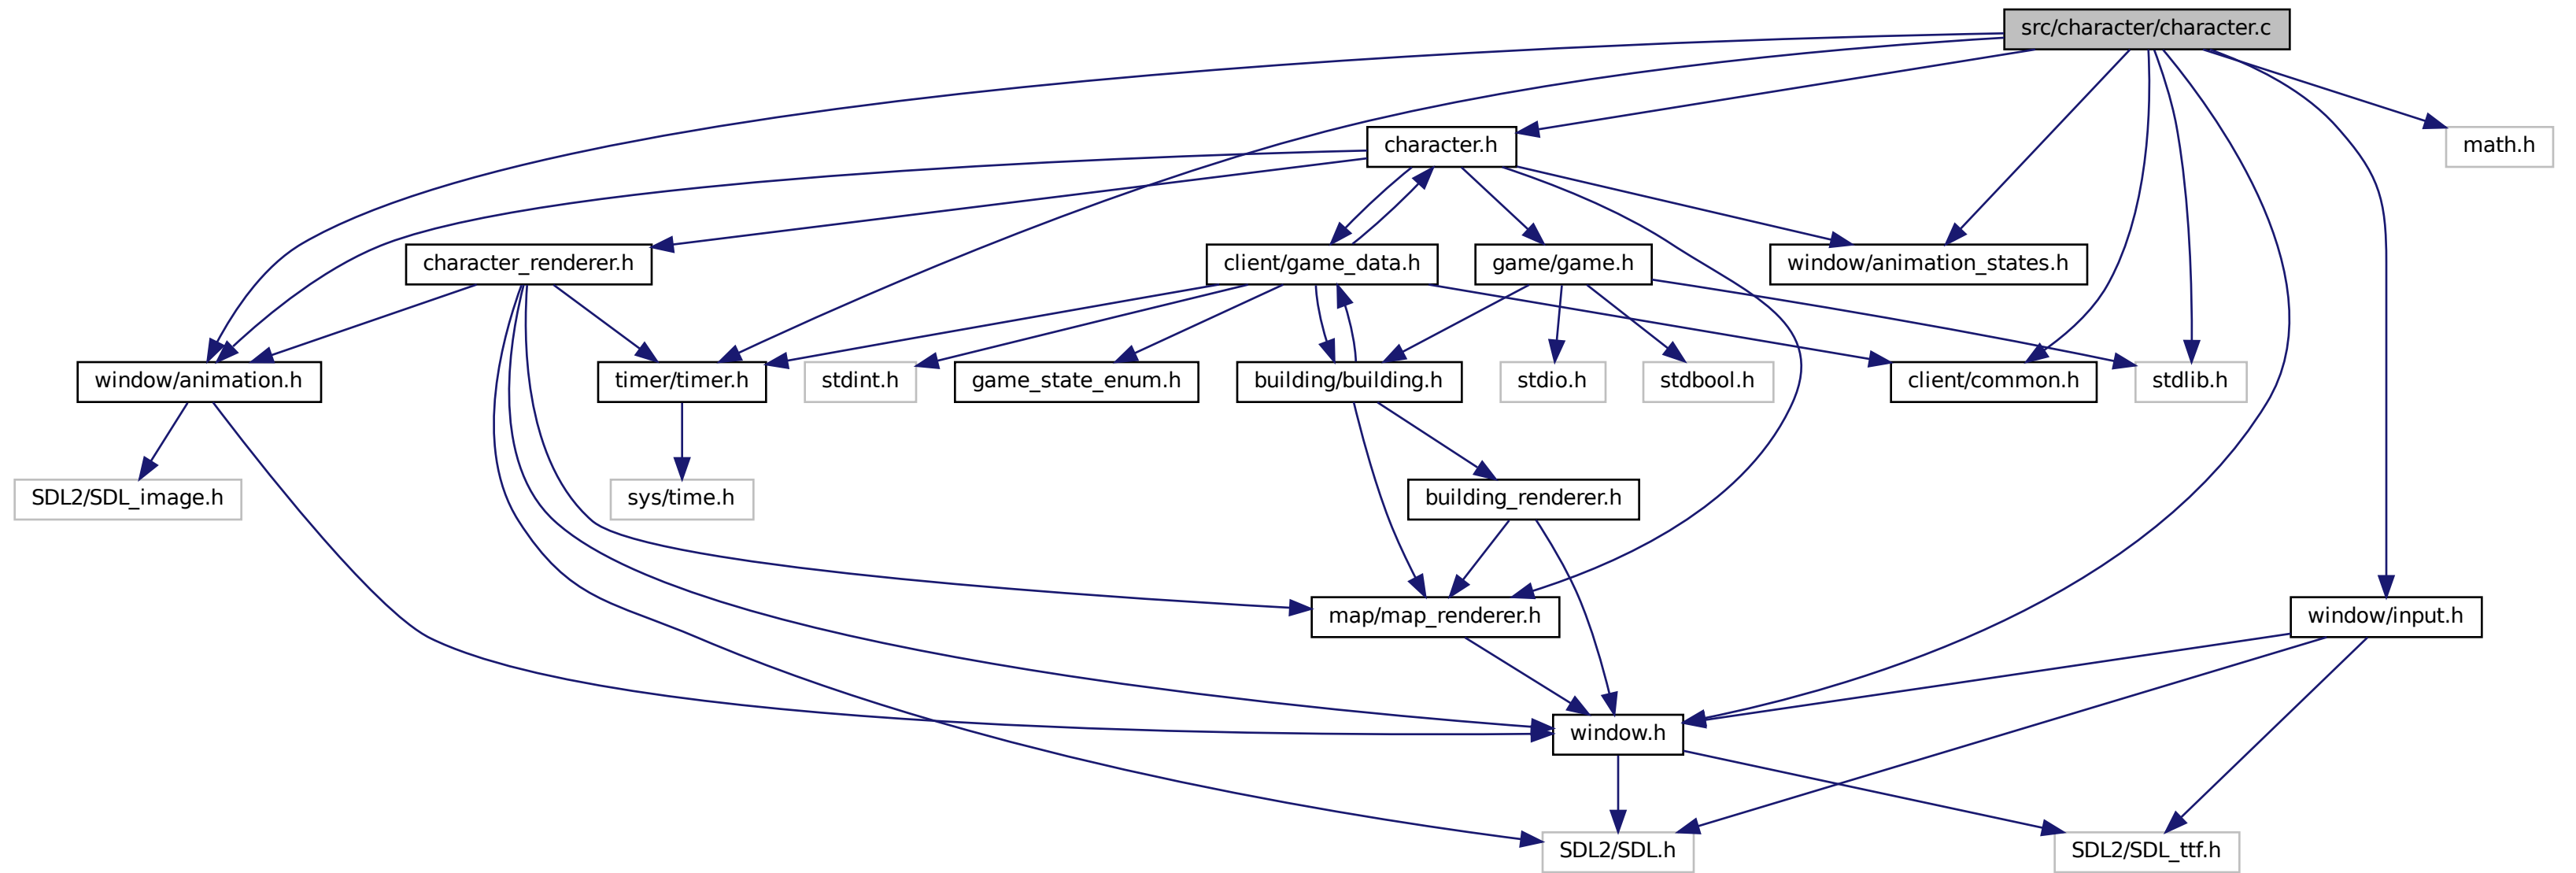 src/character/character.c
character.h
math.h
character_renderer.h
client/game_data.h
game/game.h
window/animation_states.h
window/animation.h
timer/timer.h
stdint.h
game_state_enum.h
building/building.h
stdio.h
stdbool.h
client/common.h
stdlib.h
SDL2/SDL_image.h
sys/time.h
building_renderer.h
map/map_renderer.h
window/input.h
window.h
SDL2/SDL.h
SDL2/SDL_ttf.h